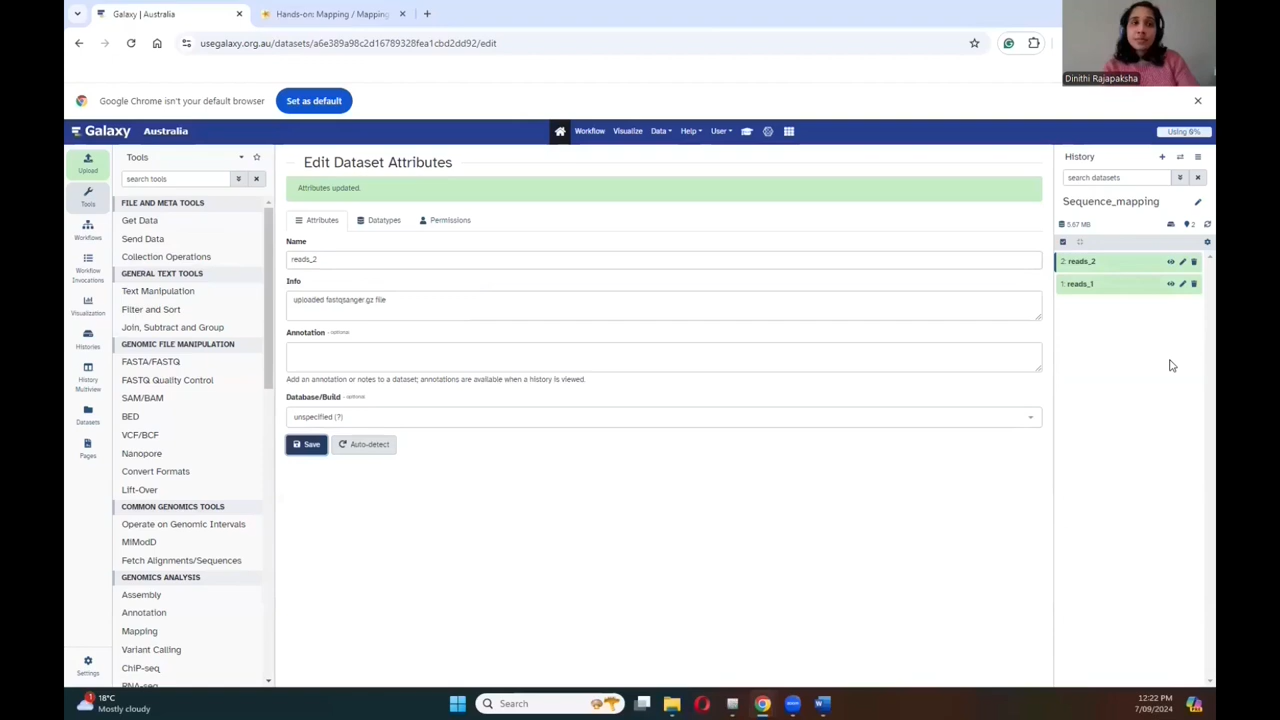 Galaxy | Australia
Hands-on: Mapping / Mapping
usegalaxy.org.au/datasets/a6e389a98c2d16789328fea1cbd2dd92/edit
Dinithi Rajapaksha
Google Chrome isn't your default browser
Set as default
Galaxy Australia
Workflow Visualize Data Help User
Using 0%
Upload
Tools
Workflows
Workflow
Invocations
Visualization
Histories
History
Multiview
Datasets
Pages
Settings
Tools
search tools
FILE AND META TOOLS
Get Data
Send Data
Collection Operations
GENERAL TEXT TOOLS
Text Manipulation
Filter and Sort
Join, Subtract and Group
GENOMIC FILE MANIPULATION
FASTA/FASTQ
FASTQ Quality Control
SAM/BAM
BED
VCF/BCF
Nanopore
Convert Formats
Lift-Over
COMMON GENOMICS TOOLS
Operate on Genomic Intervals
MiModD
Fetch Alignments/Sequences
GENOMICS ANALYSIS
Assembly
Annotation
Mapping
Variant Calling
ChIP-seq
RNA-seq
Edit Dataset Attributes
Attributes updated.
Attributes Datatypes Permissions
Name
reads_2
Info
uploaded fastqsanger.gz file
Annotation - optional
Add an annotation or notes to a dataset; annotations are available when a history is viewed.
Database/Build - optional
unspecified (?)
Save Auto-detect
History
search datasets
Sequence_mapping
5.67 MB 2
2: reads_2
1: reads_1
1
18°C
Mostly cloudy
Search
12:22 PM
7/09/2024